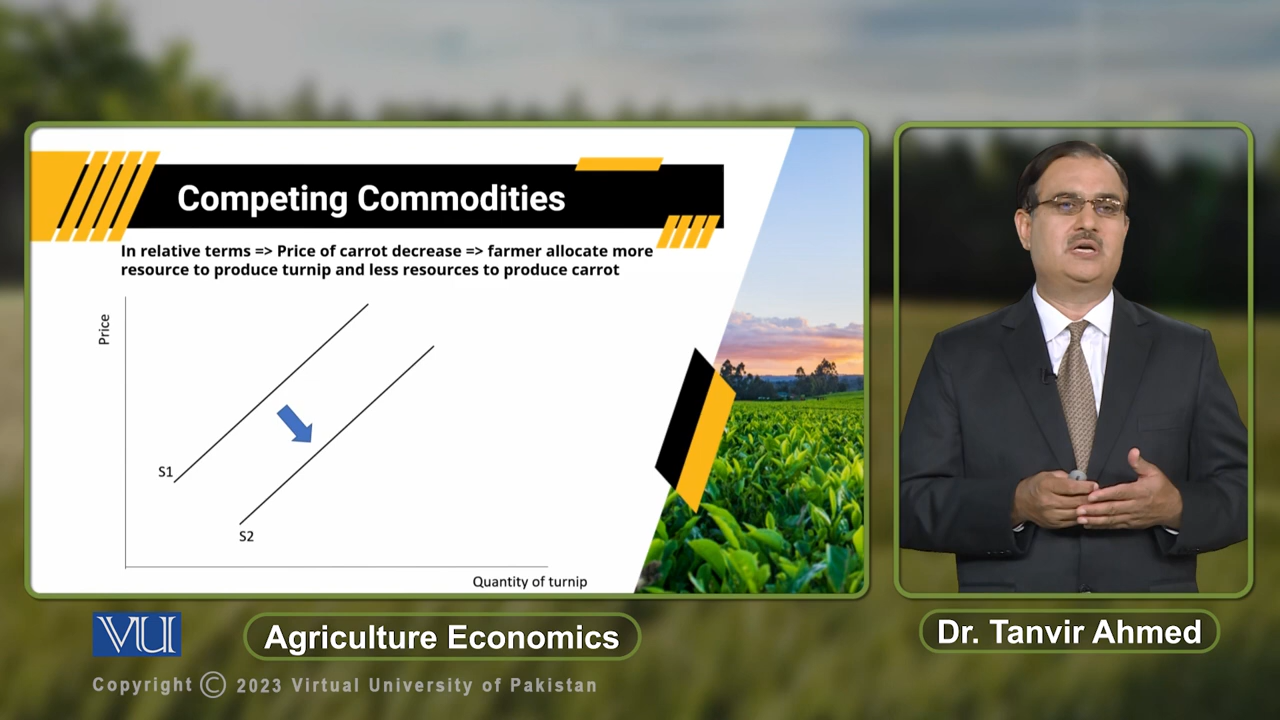 Competing Commodities
In relative terms => Price of carrot decrease => farmer allocate more
resource to produce turnip and less resources to produce carrot
Price
S1
S2
Quantity of turnip
VU
Agriculture Economics
Dr. Tanvir Ahmed
Copyright © 2023 Virtual University of Pakistan